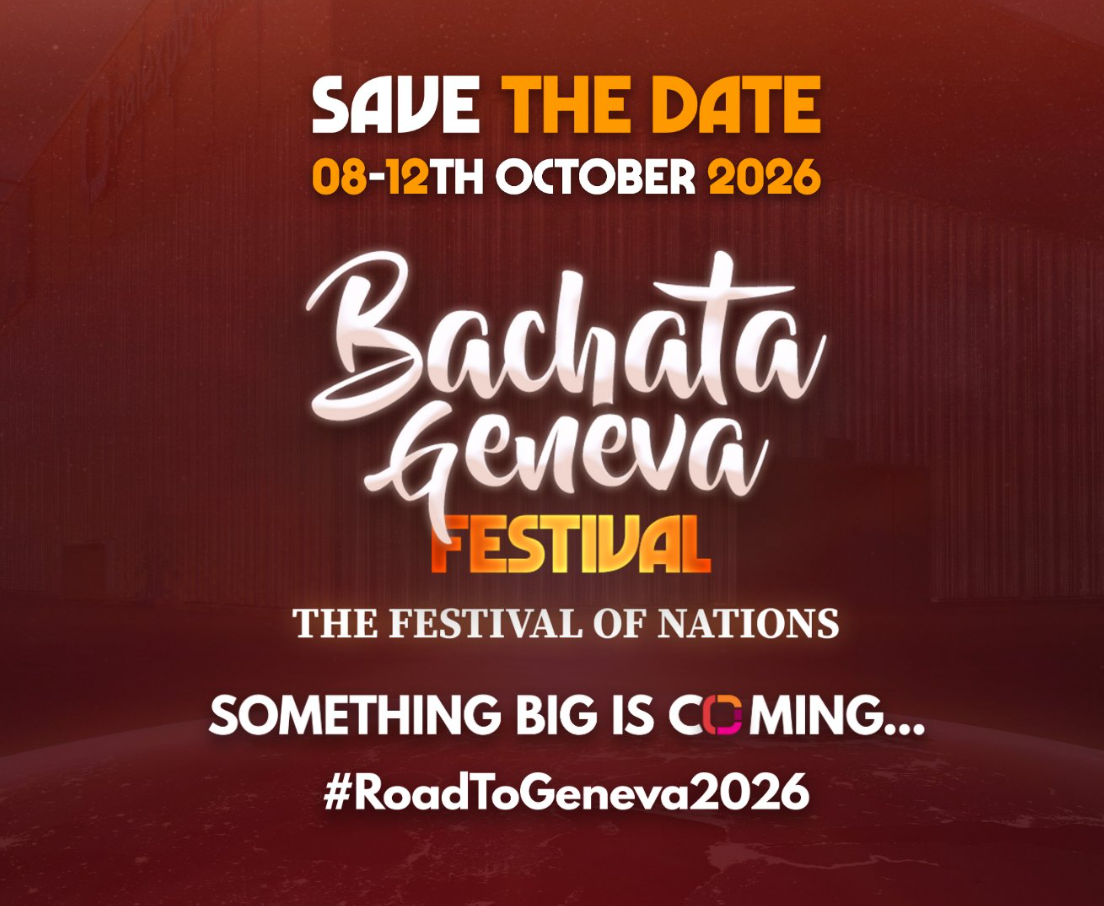 SAVE THE DATE
08-12TH OCTOBER 2026
Bachata
Geneva
FESTIVAL
THE FESTIVAL OF NATIONS
SOMETHING BIG IS COMING...
#RoadToGeneva2026